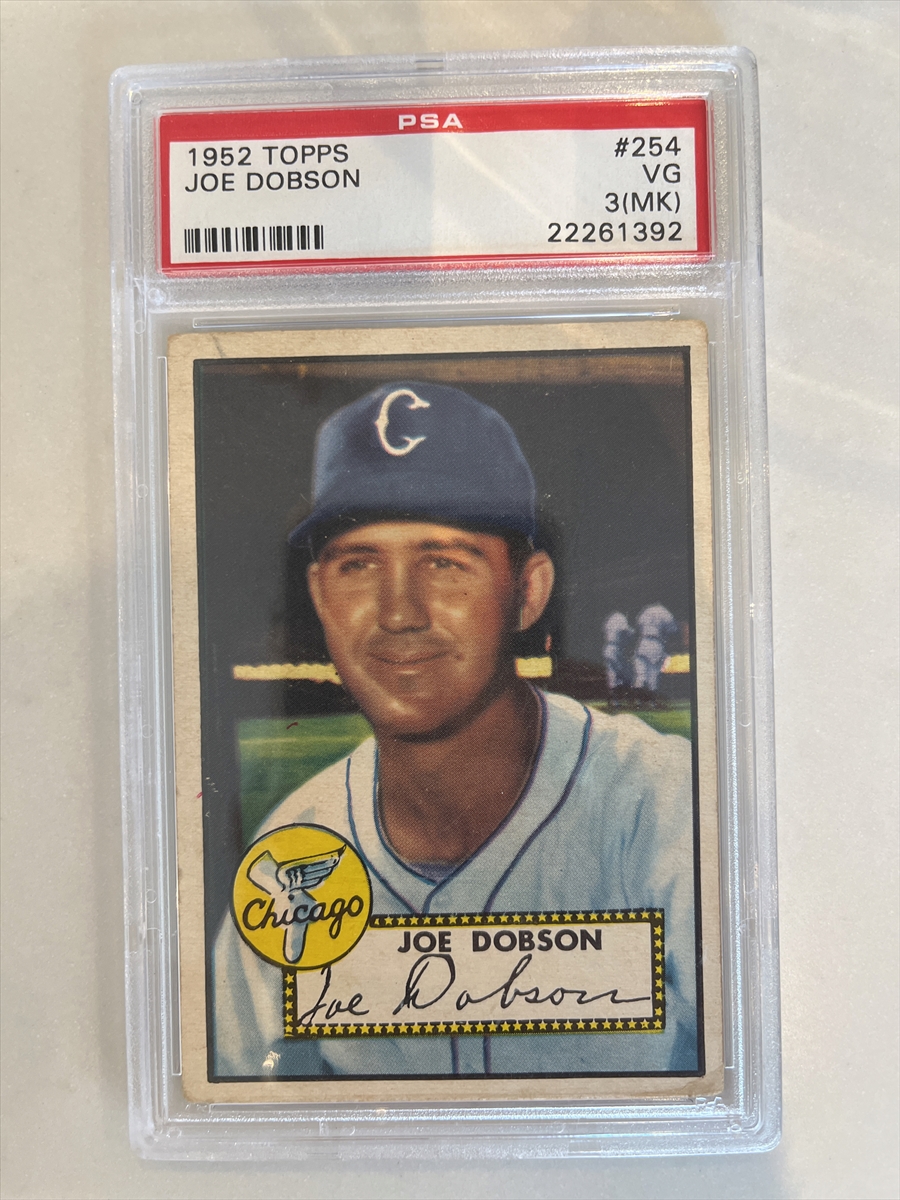 PSA
1952 TOPPS #254
JOE DOBSON VG
3(MK)
22261392
C
Chicago
JOE DOBSON
Joe Dobson